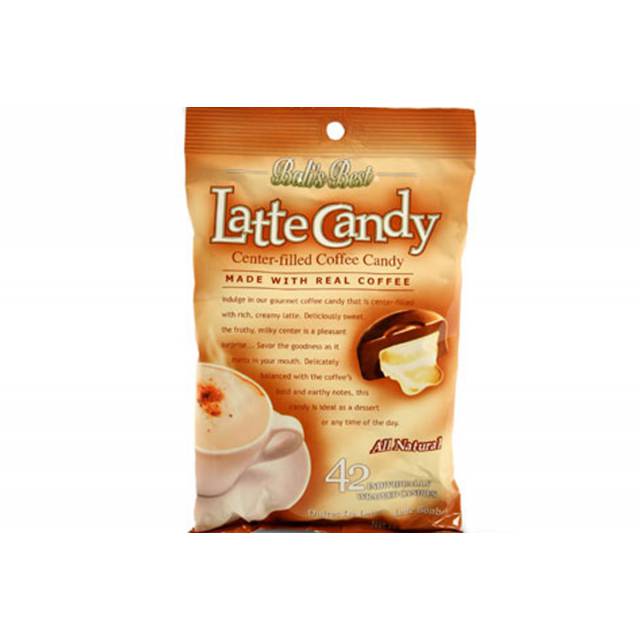 Bali's Best
Latte Candy
Center-filled Coffee Candy
MADE WITH REAL COFFEE
Indulge in our gourmet coffee candy that is center-filled
with rich, creamy latte. Deliciously sweet,
the frothy, milky center is a pleasant
surprise... Savor the goodness as it
melts in your mouth. Delicately
balanced with the coffee's
bold and earthy notes, this
candy is ideal as a dessert
or any time of the day.
All Natural
42 INDIVIDUALLY
WRAPPED CANDIES